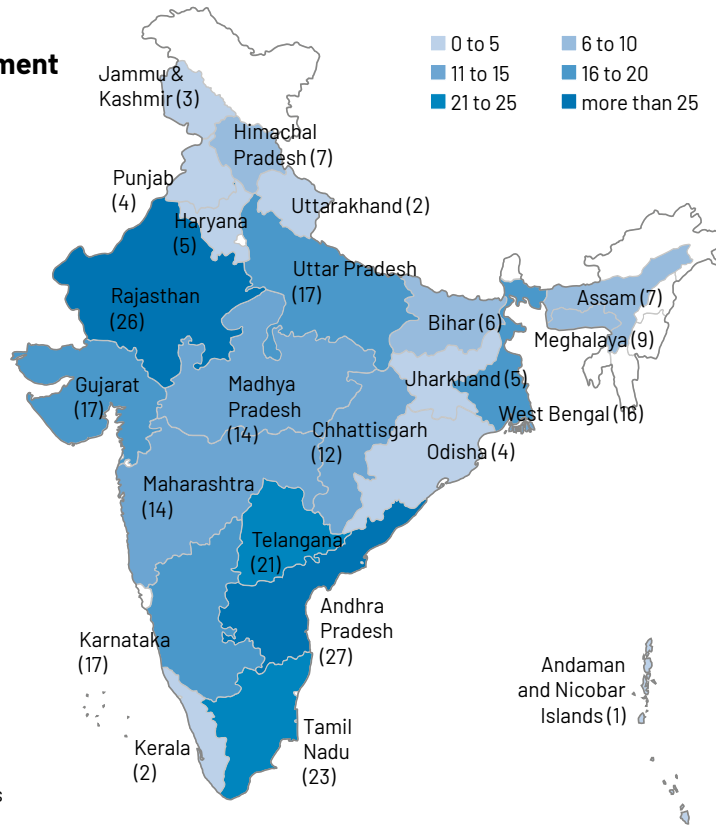 ment
0 to 5
6 to 10
11 to 15
16 to 20
21 to 25
more than 25
Jammu &
Kashmir (3)
Himachal
Pradesh (7)
Punjab
(4)
Uttarakhand (2)
Haryana
(5)
Uttar Pradesh
(17)
Rajasthan
(26)
Assam (7)
Bihar (6)
Meghalaya (9)
Gujarat
(17)
Madhya
Pradesh
(14)
Jharkhand (5)
West Bengal (16)
Chhattisgarh
(12)
Odisha (4)
Maharashtra
(14)
Telangana
(21)
Andhra
Pradesh
(27)
Karnataka
(17)
Andaman
and Nicobar
Islands (1)
Tamil
Nadu
(23)
Kerala
(2)
s